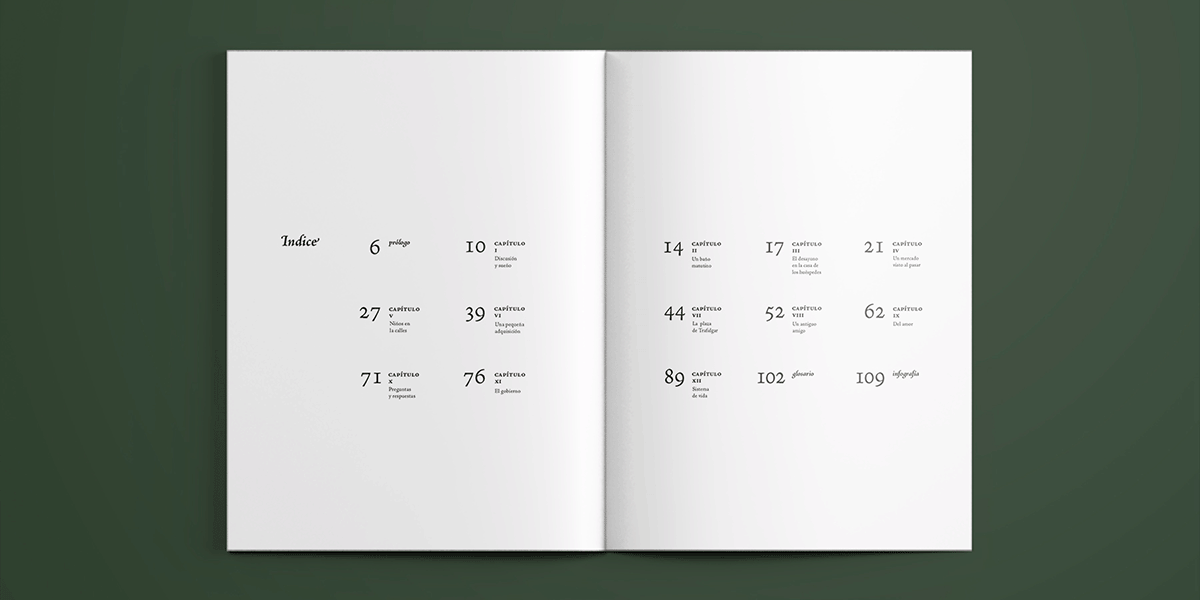 Indice
6 prólogo
10 CAPÍTULO
I
Discusión
y sueño
14 CAPÍTULO
II
Un baño
matutino
17 CAPÍTULO
III
El desayuno
en la casa de
los huéspedes
21 CAPÍTULO
IV
Un mercado
visto al pasar
27 CAPÍTULO
V
Niños en
la calles
39 CAPÍTULO
VI
Una pequeña
adquisición
44 CAPÍTULO
VII
La plaza
de Trafalgar
52 CAPÍTULO
VIII
Un antiguo
amigo
62 CAPÍTULO
IX
Del amor
71 CAPÍTULO
X
Preguntas
y respuestas
76 CAPÍTULO
XI
El gobierno
89 CAPÍTULO
XII
Sistema
de vida
102 glosario
109 infografía